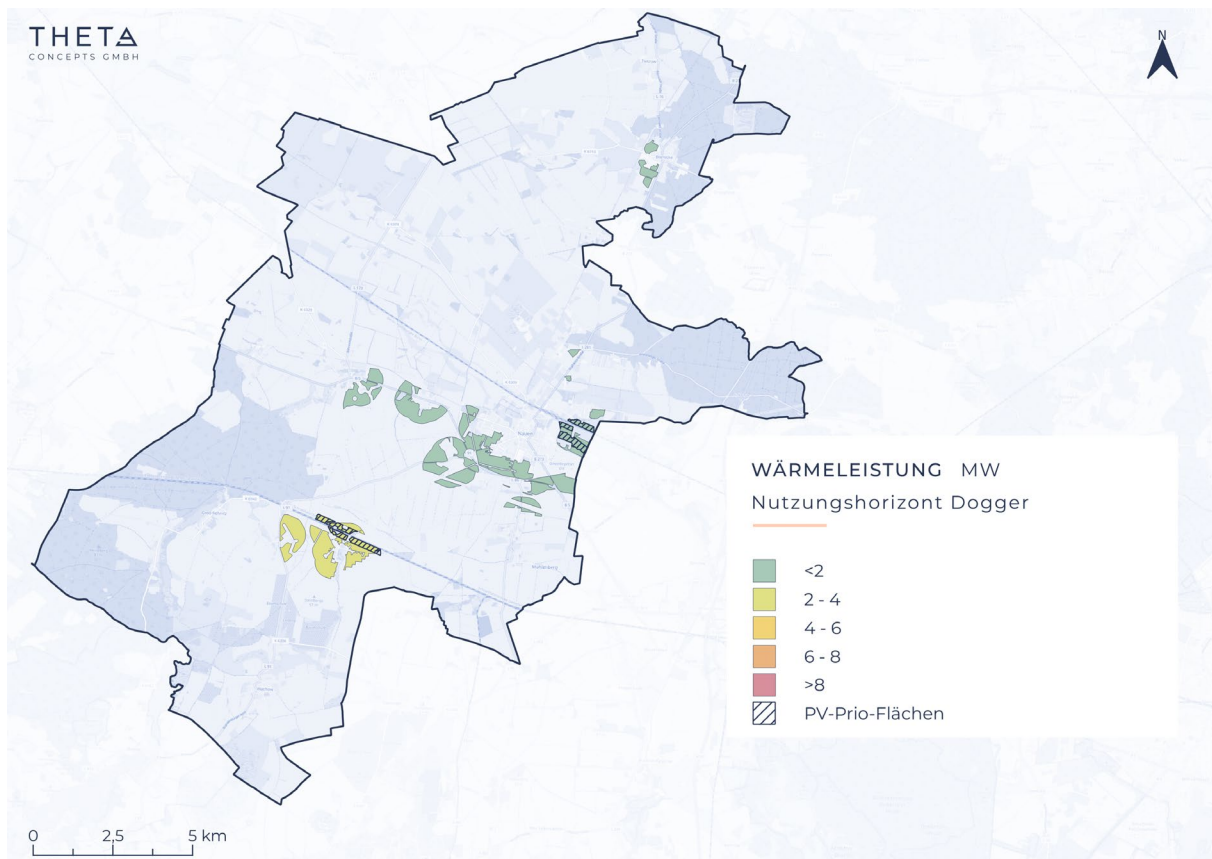 THETA
CONCEPTS GMBH
N
WÄRMELEISTUNG MW
Nutzungshorizont Dogger
<2
2 - 4
4 - 6
6 - 8
>8
PV-Prio-Flächen
0 2,5 5 km